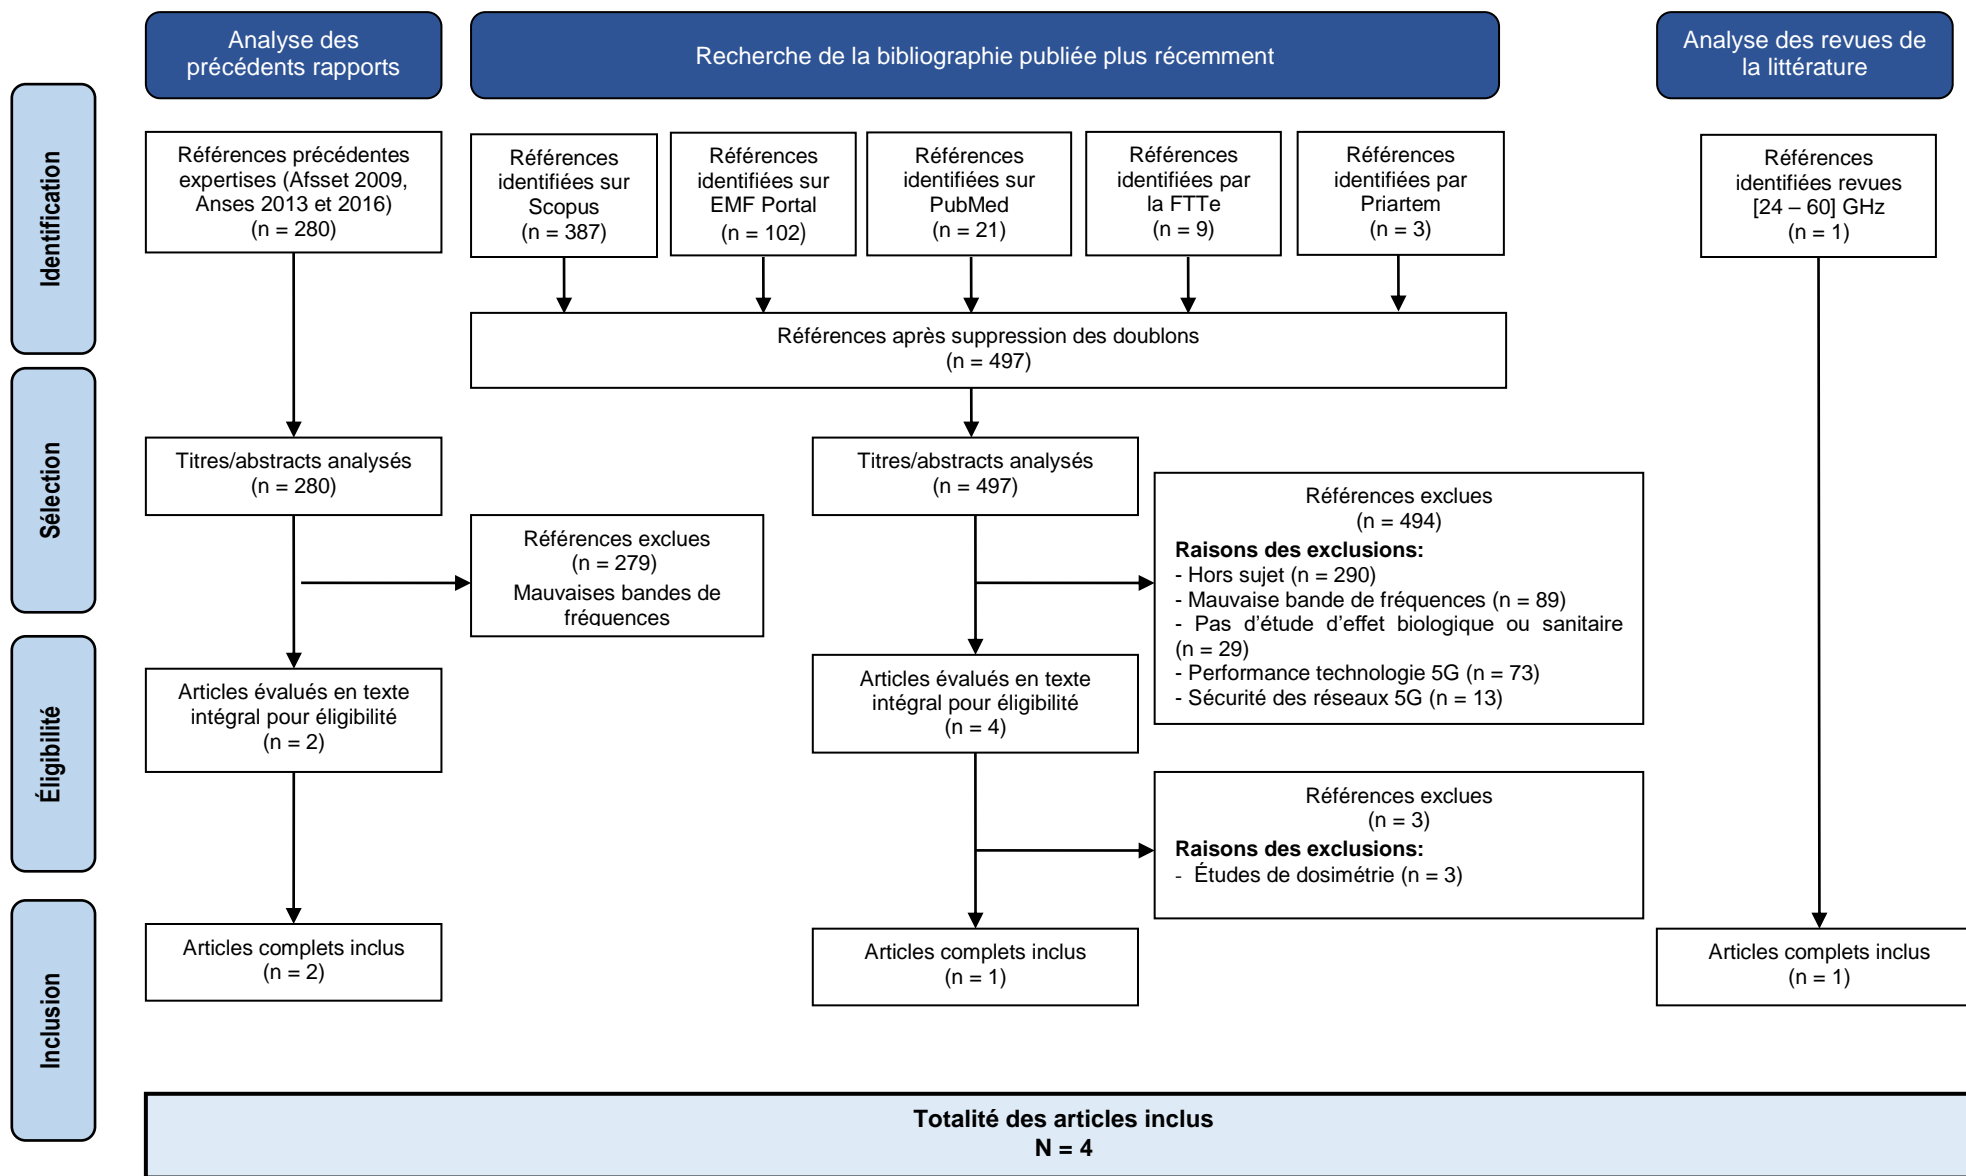 Analyse des
précédents rapports
Recherche de la bibliographie publiée plus récemment
Analyse des revues de
la littérature
Identification
Références précédentes
expertises (Afsset 2009,
Anses 2013 et 2016)
(n = 280)
Références
identifiées sur
Scopus
(n = 387)
Références
identifiées sur
EMF Portal
(n = 102)
Références
identifiées sur
PubMed
(n = 21)
Références
identifiées par
la FTTe
(n = 9)
Références
identifiées par
Priartem
(n = 3)
Références
identifiées revues
[24 – 60] GHz
(n = 1)
Références après suppression des doublons
(n = 497)
Sélection
Titres/abstracts analysés
(n = 280)
Titres/abstracts analysés
(n = 497)
Références exclues
(n = 279)
Mauvaises bandes de
fréquences
Références exclues
(n = 494)
Raisons des exclusions:
- Hors sujet (n = 290)
- Mauvaise bande de fréquences (n = 89)
- Pas d'étude d'effet biologique ou sanitaire
(n = 29)
- Performance technologie 5G (n = 73)
- Sécurité des réseaux 5G (n = 13)
Éligibilité
Articles évalués en texte
intégral pour éligibilité
(n = 2)
Articles évalués en texte
intégral pour éligibilité
(n = 4)
Références exclues
(n = 3)
Raisons des exclusions:
- Études de dosimétrie (n = 3)
Inclusion
Articles complets inclus
(n = 2)
Articles complets inclus
(n = 1)
Articles complets inclus
(n = 1)
Totalité des articles inclus
N = 4